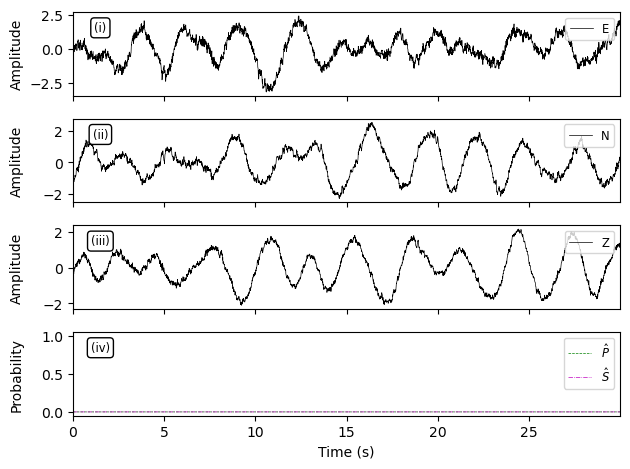 2.5
0.0
−2.5
Amplitude
(i)
E
2
0
−2
Amplitude
(ii)
N
2
0
−2
Amplitude
(iii)
Z
1.0
0.5
0.0
Probability
(iv)
P̂
Ŝ
0 5 10 15 20 25
Time (s)